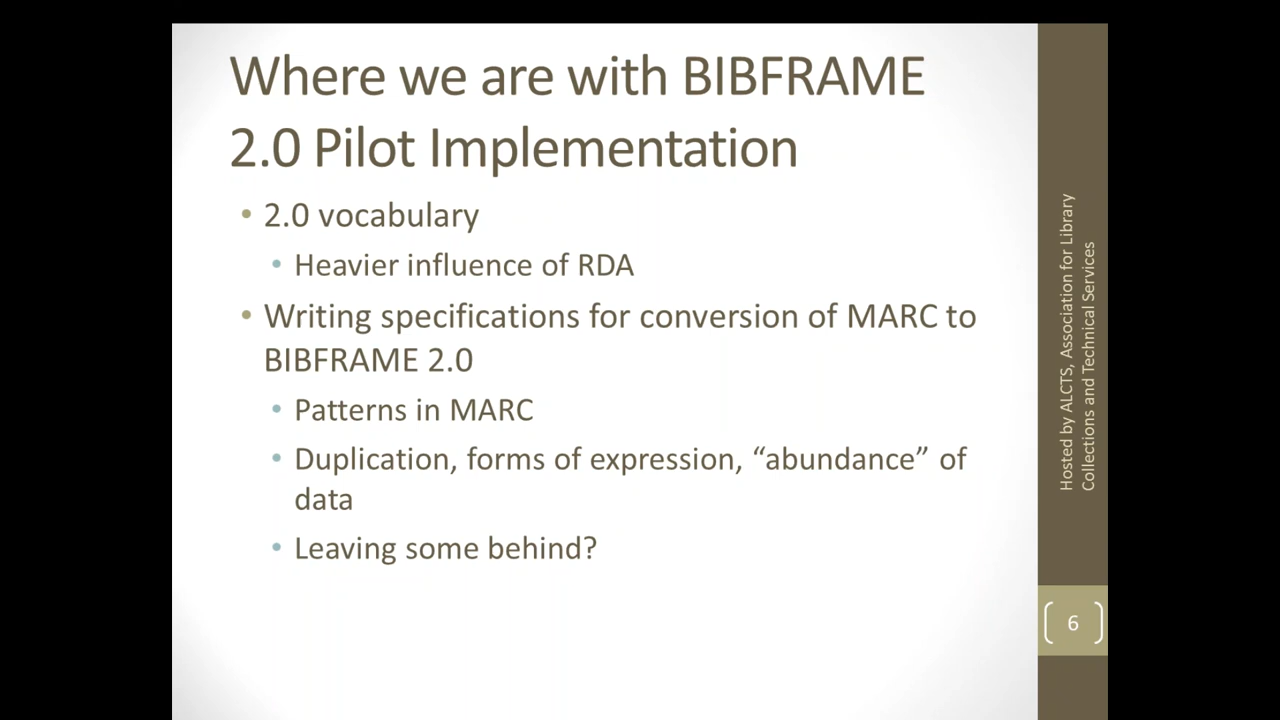 Where we are with BIBFRAME
2.0 Pilot Implementation
• 2.0 vocabulary
• Heavier influence of RDA
• Writing specifications for conversion of MARC to
BIBFRAME 2.0
• Patterns in MARC
• Duplication, forms of expression, “abundance” of
data
• Leaving some behind?
Hosted by ALCTS, Association for Library
Collections and Technical Services
6